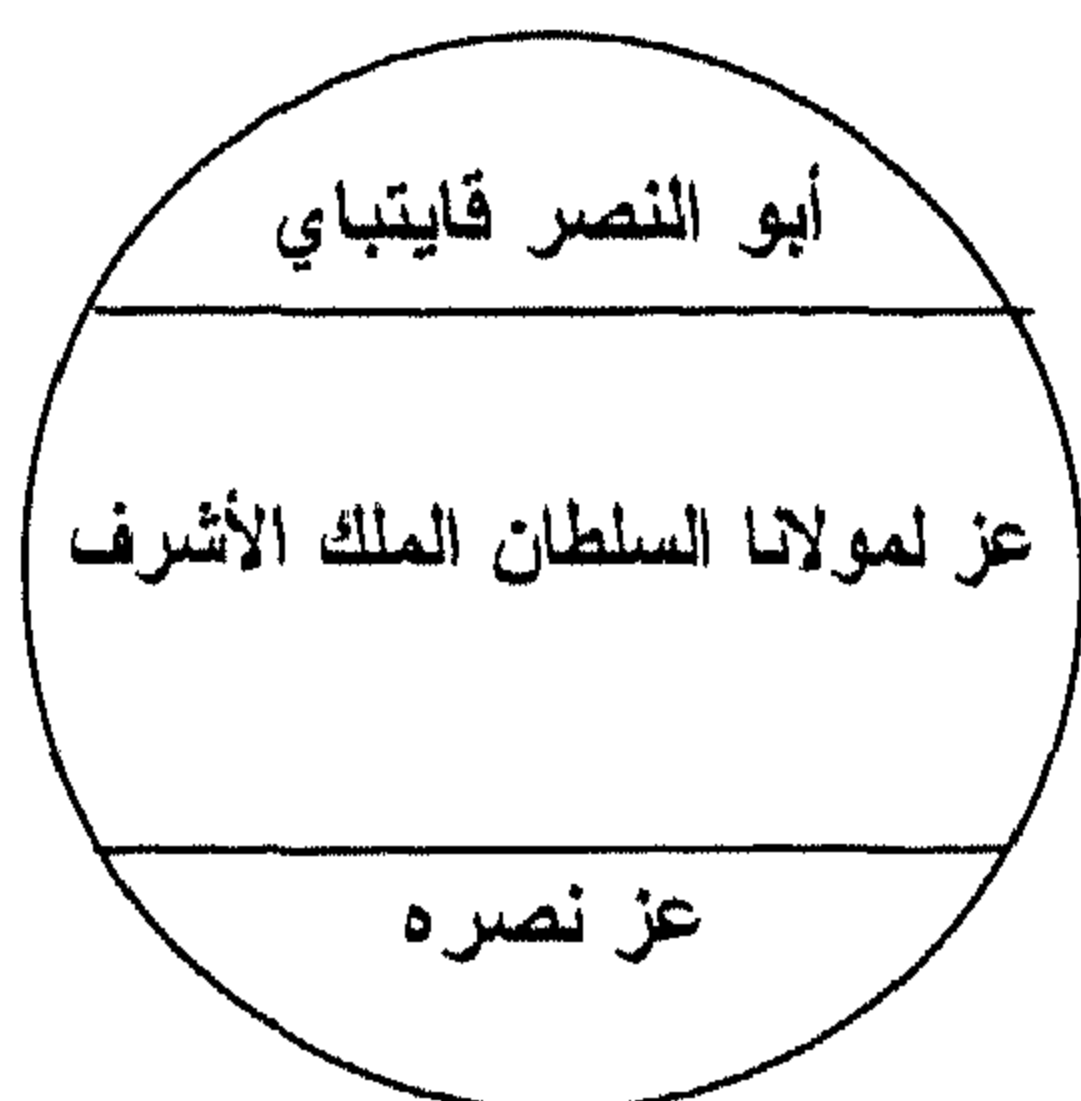 أبو النصر قايتباي
عز لمولانا السلطان الملك الأشرف
عز نصره